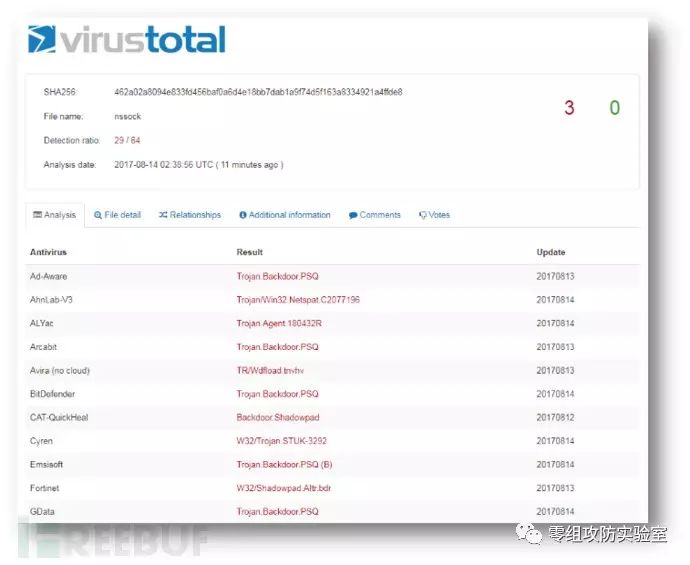 virustotal
SHA256: 462a02a8094e833fd456baf0a6d4e18bb7dab1a9f74d5f163a8334921a4ffde8
3 0
File name: nssock
Detection ratio: 29 / 64
Analysis date: 2017-08-14 02:38:56 UTC ( 11 minutes ago )
Analysis File detail Relationships Additional information Comments Votes
Antivirus Result Update
Ad-Aware Trojan.Backdoor.PSQ 20170813
AhnLab-V3 Trojan/Win32.Netspat.C2077196 20170814
ALYac Trojan.Agent.180432R 20170814
Arcabit Trojan.Backdoor.PSQ 20170813
Avira (no cloud) TR/Wdfload.tnvhv 20170813
BitDefender Trojan.Backdoor.PSQ 20170814
CAT-QuickHeal Backdoor.Shadowpad 20170812
Cyren W32/Trojan.STUK-3292 20170814
Emsisoft Trojan.Backdoor.PSQ (B) 20170814
Fortinet W32/Shadowpad.A!tr.bdr 20170813
GData Trojan.Backdoor.PSQ 20170814
FREEBUF
零组攻防实验室